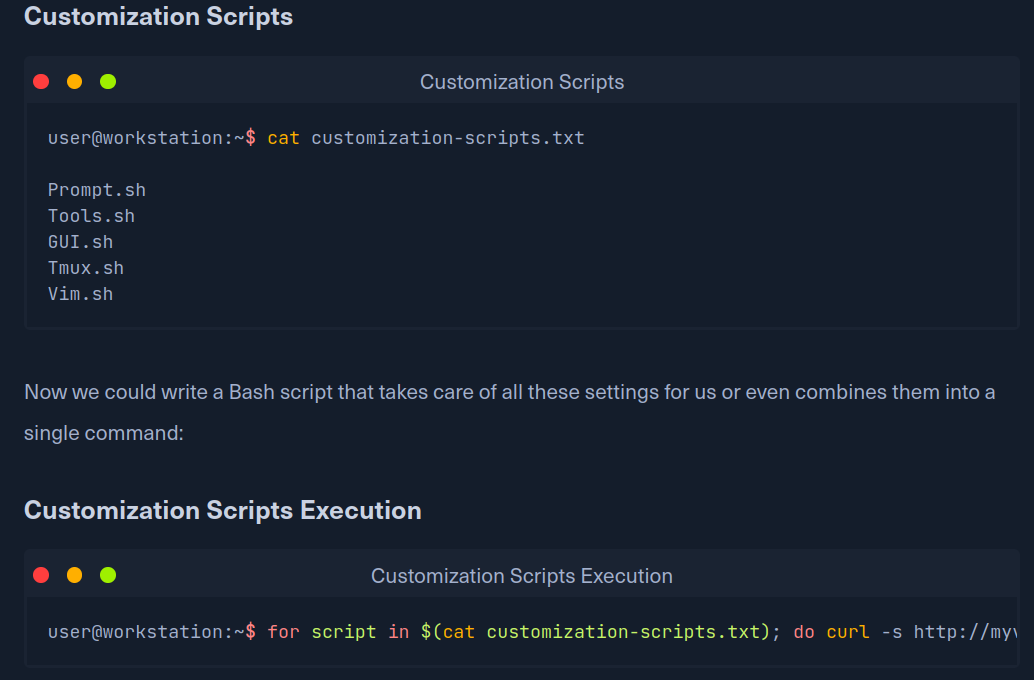 Customization Scripts
Customization Scripts
user@workstation:~$ cat customization-scripts.txt
Prompt.sh
Tools.sh
GUI.sh
Tmux.sh
Vim.sh
Now we could write a Bash script that takes care of all these settings for us or even combines them into a
single command:
Customization Scripts Execution
Customization Scripts Execution
user@workstation:~$ for script in $(cat customization-scripts.txt); do curl -s